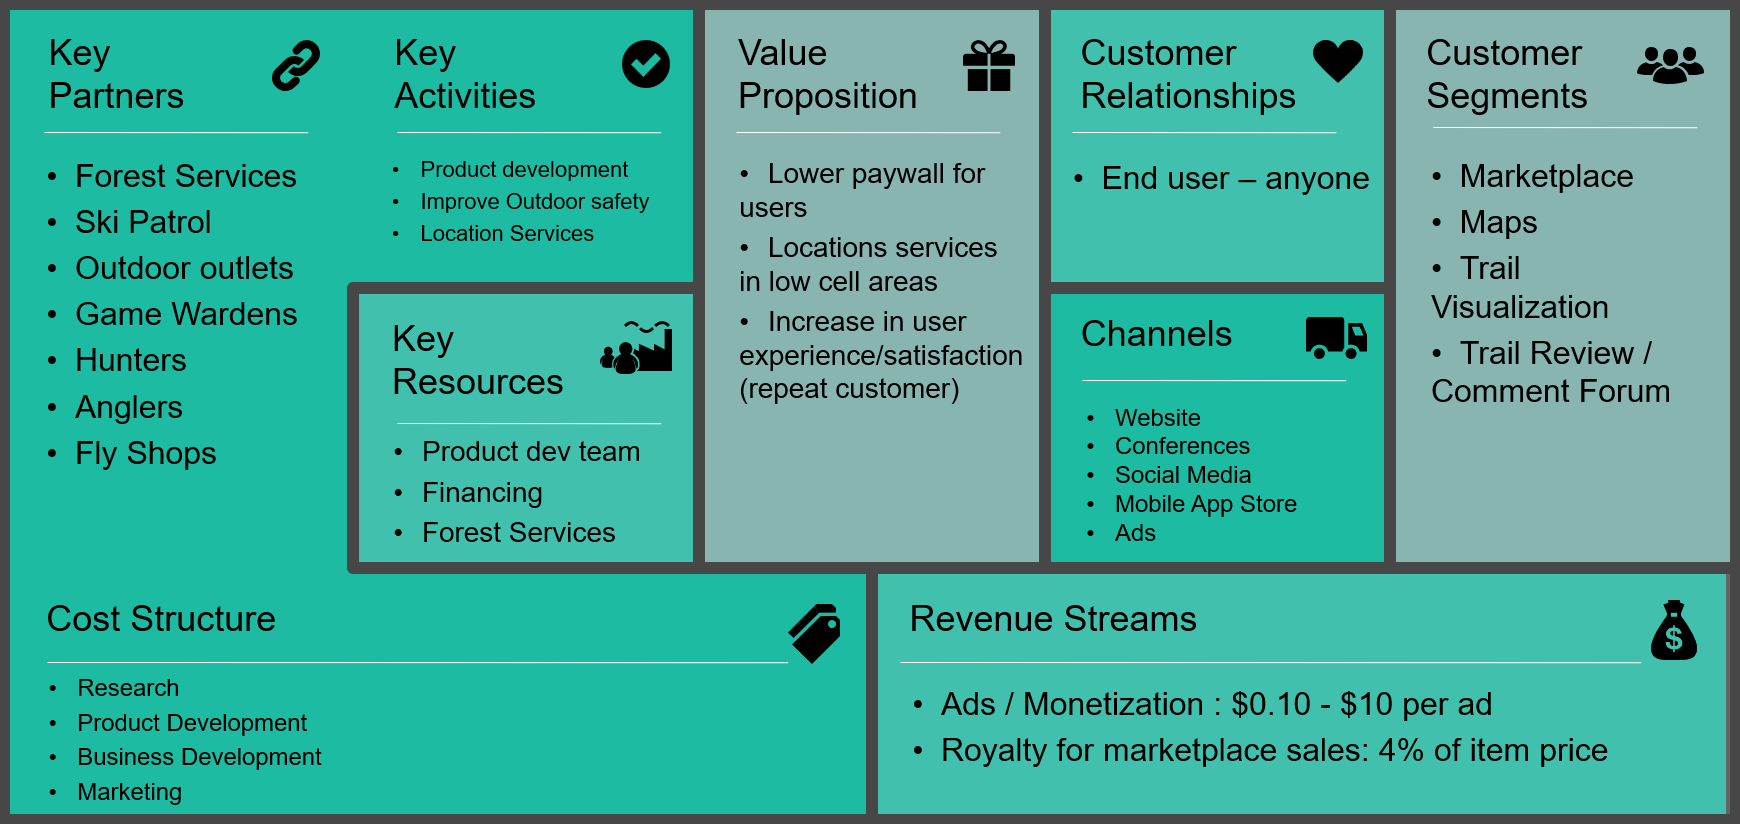 Key
Partners
• Forest Services
• Ski Patrol
• Outdoor outlets
• Game Wardens
• Hunters
• Anglers
• Fly Shops
Key
Activities
• Product development
• Improve Outdoor safety
• Location Services
Key
Resources
• Product dev team
• Financing
• Forest Services
Value
Proposition
• Lower paywall for
users
• Locations services
in low cell areas
• Increase in user
experience/satisfaction
(repeat customer)
Customer
Relationships
• End user – anyone
Channels
• Website
• Conferences
• Social Media
• Mobile App Store
• Ads
Customer
Segments
• Marketplace
• Maps
• Trail
Visualization
• Trail Review /
Comment Forum
Cost Structure
• Research
• Product Development
• Business Development
• Marketing
Revenue Streams
$
• Ads / Monetization : $0.10 - $10 per ad
• Royalty for marketplace sales: 4% of item price